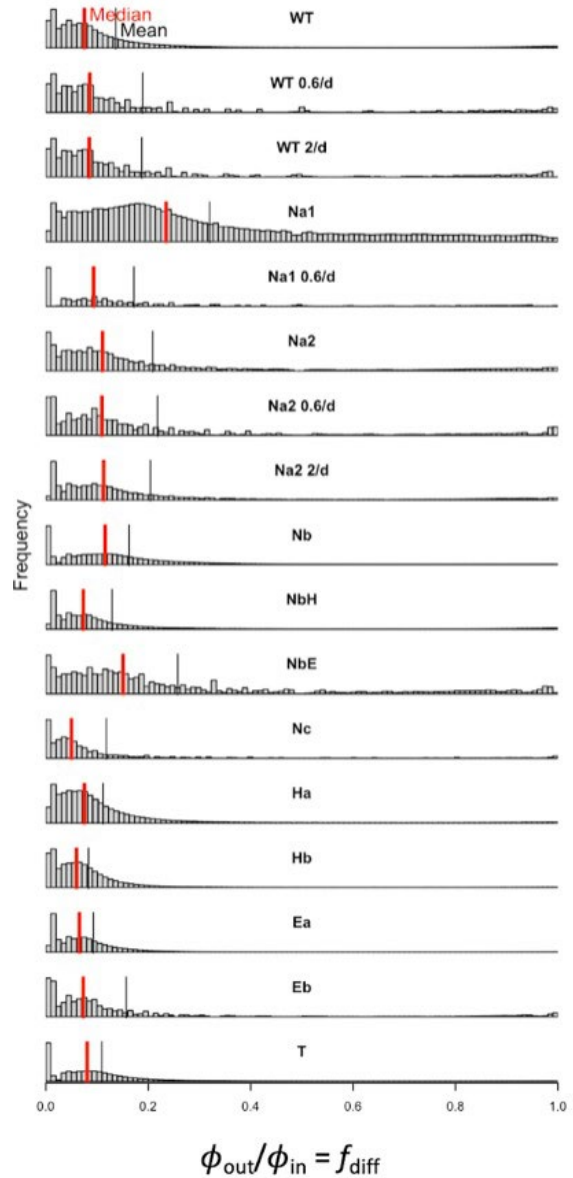 WT
Median
Mean
WT 0.6/d
WT 2/d
Na1
Na1 0.6/d
Na2
Na2 0.6/d
Na2 2/d
Nb
NbH
NbE
Nc
Ha
Hb
Ea
Eb
T
Frequency
0.0 0.2 0.4 0.6 0.8 1.0
ϕout/ϕin = fdiff